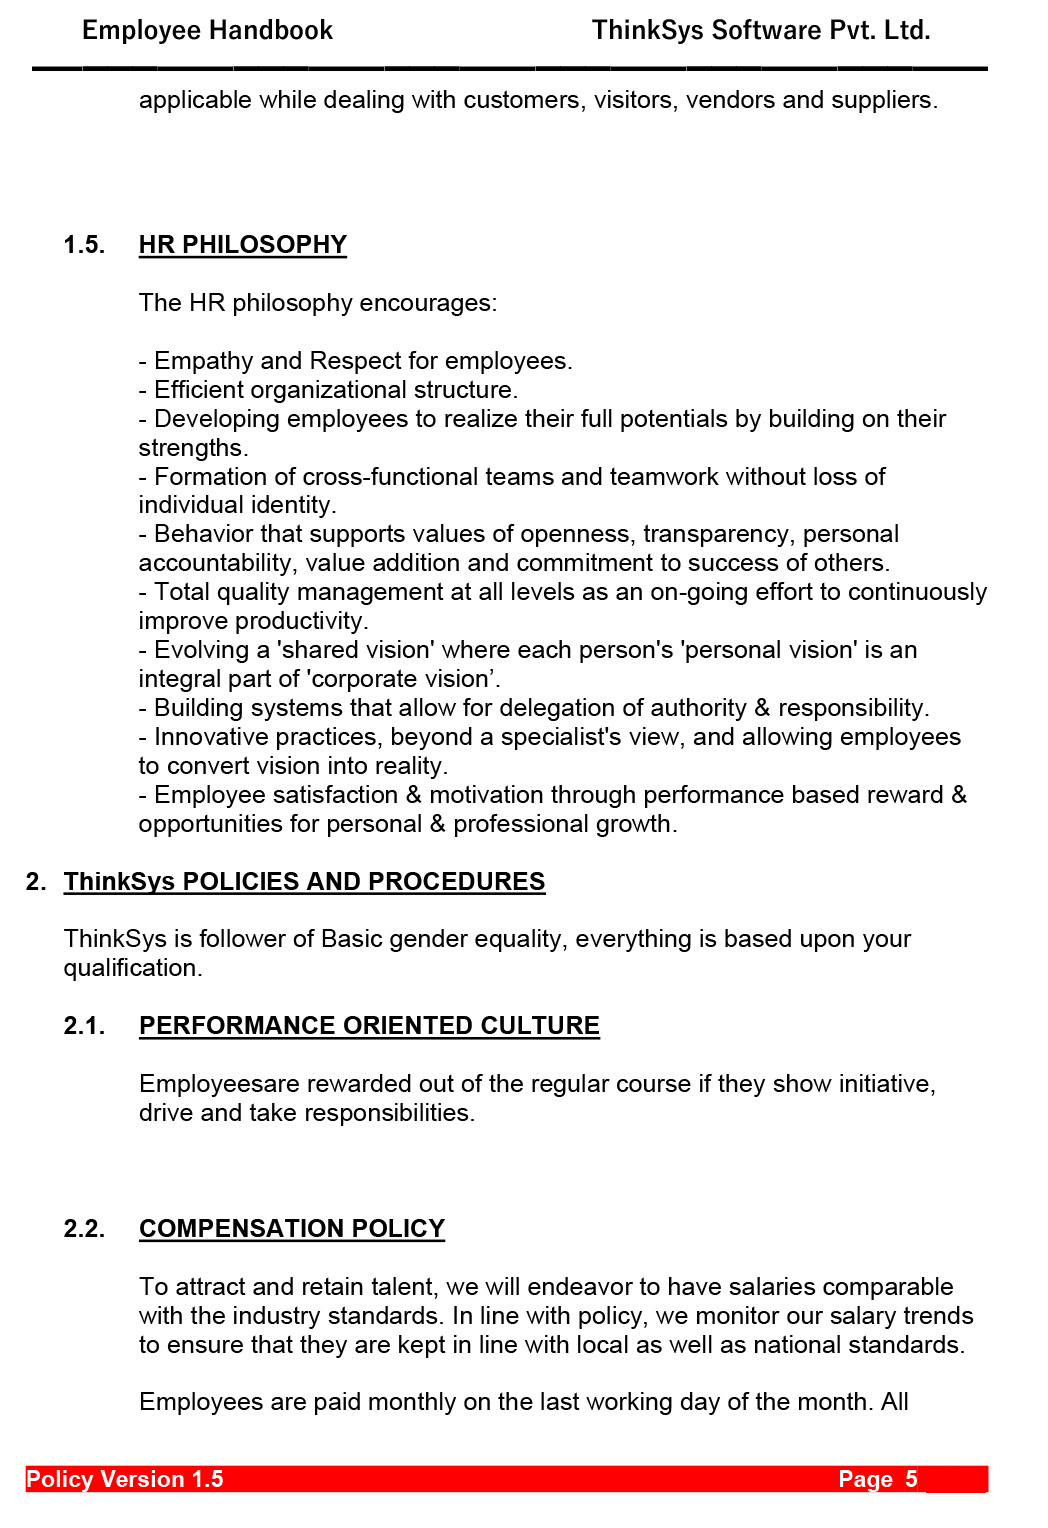 Employee Handbook ThinkSys Software Pvt. Ltd.
applicable while dealing with customers, visitors, vendors and suppliers.
1.5. HR PHILOSOPHY
The HR philosophy encourages:
- Empathy and Respect for employees.
- Efficient organizational structure.
- Developing employees to realize their full potentials by building on their
strengths.
- Formation of cross-functional teams and teamwork without loss of
individual identity.
- Behavior that supports values of openness, transparency, personal
accountability, value addition and commitment to success of others.
- Total quality management at all levels as an on-going effort to continuously
improve productivity.
- Evolving a 'shared vision' where each person's 'personal vision' is an
integral part of 'corporate vision’.
- Building systems that allow for delegation of authority & responsibility.
- Innovative practices, beyond a specialist's view, and allowing employees
to convert vision into reality.
- Employee satisfaction & motivation through performance based reward &
opportunities for personal & professional growth.
2. ThinkSys POLICIES AND PROCEDURES
ThinkSys is follower of Basic gender equality, everything is based upon your
qualification.
2.1. PERFORMANCE ORIENTED CULTURE
Employeesare rewarded out of the regular course if they show initiative,
drive and take responsibilities.
2.2. COMPENSATION POLICY
To attract and retain talent, we will endeavor to have salaries comparable
with the industry standards. In line with policy, we monitor our salary trends
to ensure that they are kept in line with local as well as national standards.
Employees are paid monthly on the last working day of the month. All
Policy Version 1.5 Page 5